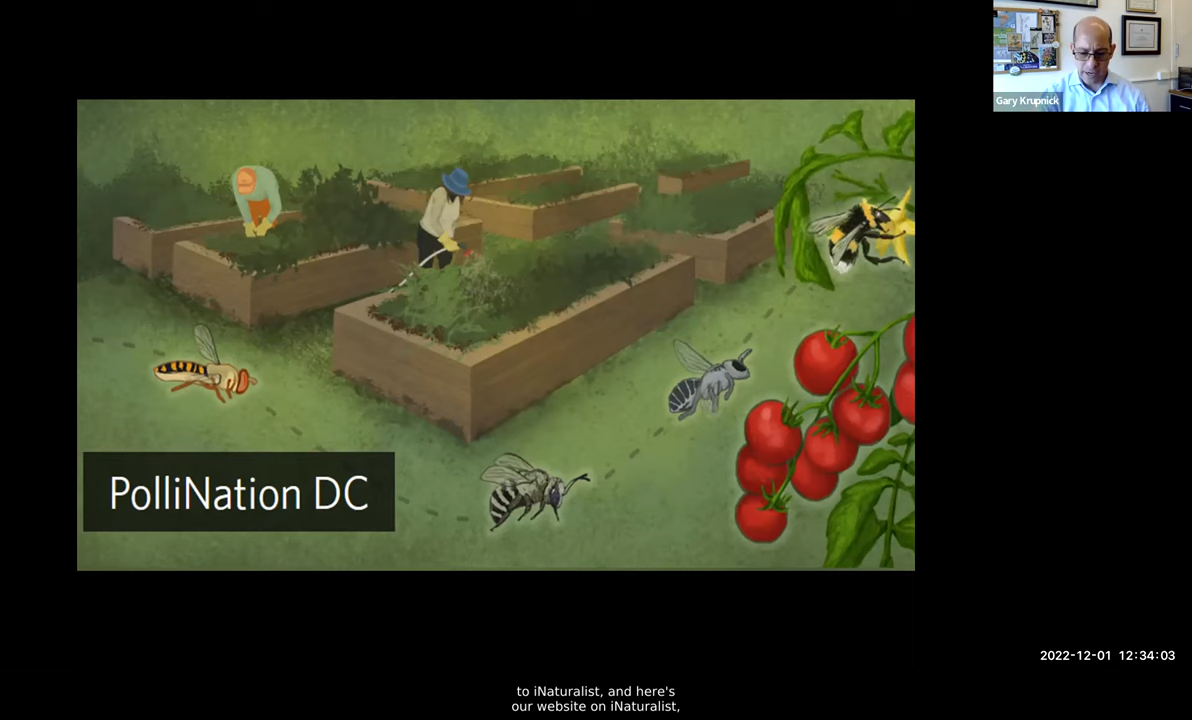 Gary Krupnick
PolliNation DC
2022-12-01 12:34:03
to iNaturalist, and here's
our website on iNaturalist,